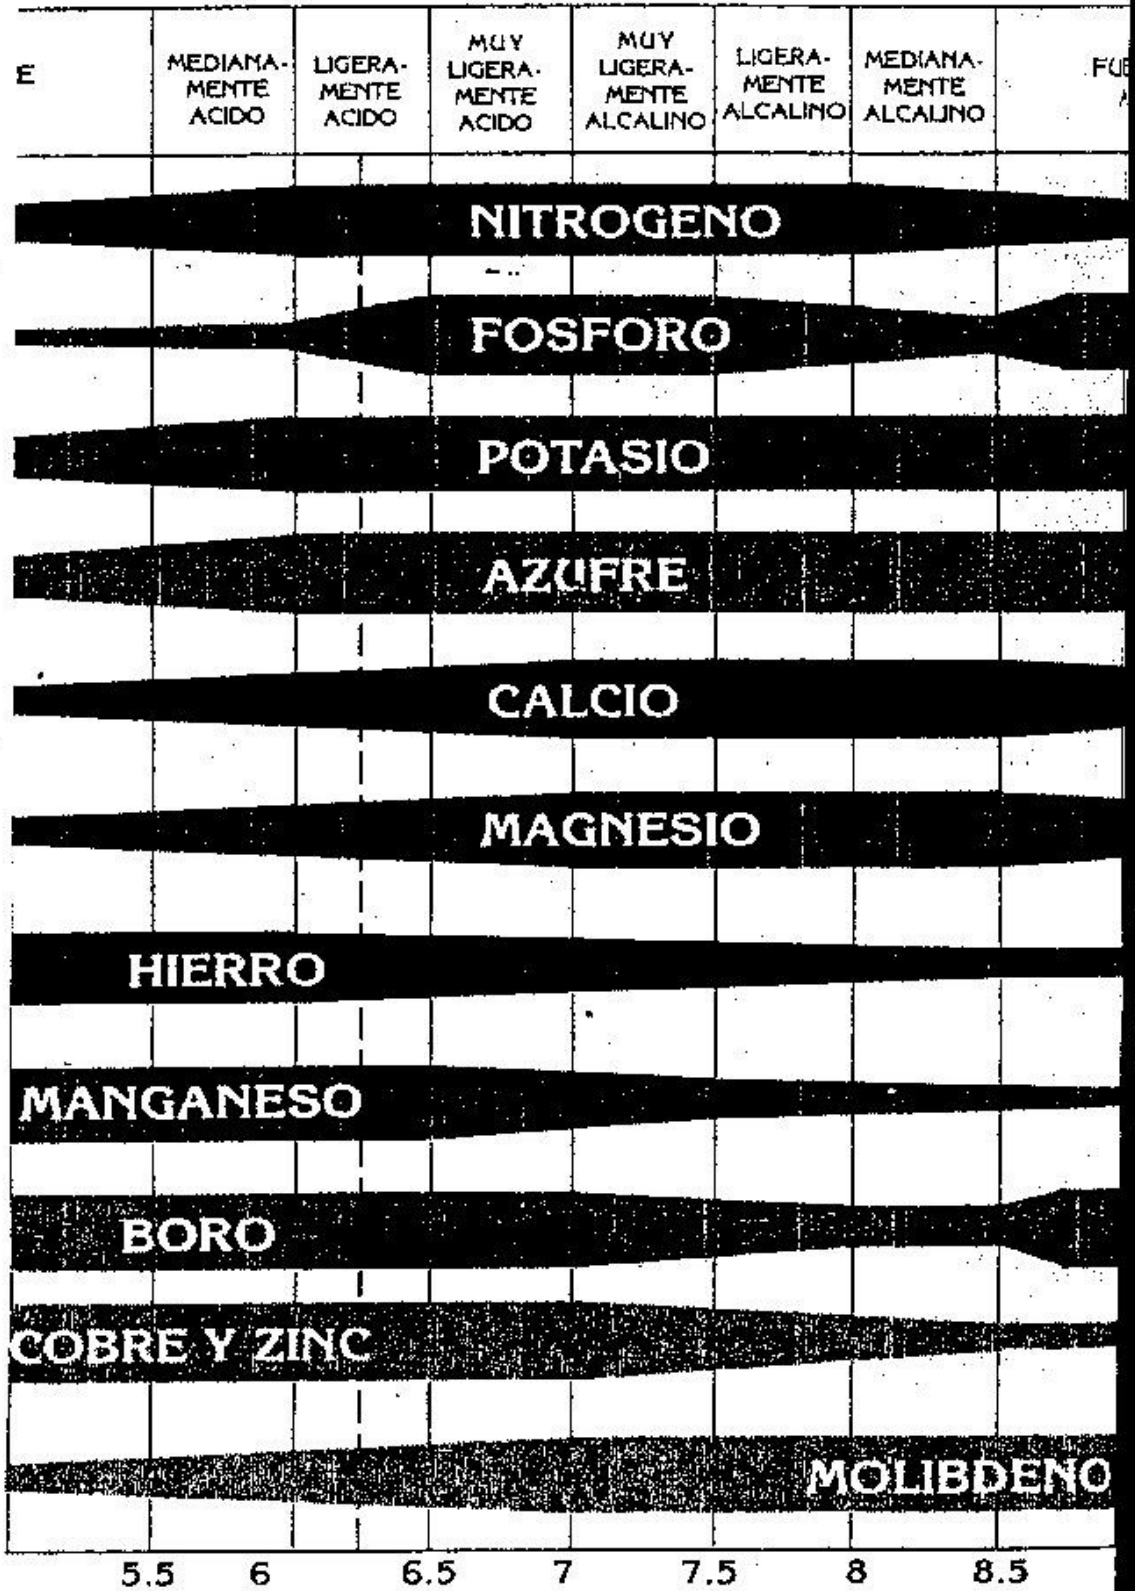 E
MEDIANA-
MENTE
ACIDO
LIGERA-
MENTE
ACIDO
MUY
LIGERA-
MENTE
ACIDO
MUY
LIGERA-
MENTE
ALCALINO
LIGERA-
MENTE
ALCALINO
MEDIANA-
MENTE
ALCALINO
FUE
A
NITROGENO
FOSFORO
POTASIO
AZUFRE
CALCIO
MAGNESIO
HIERRO
MANGANESO
BORO
COBRE Y ZINC
MOLIBDENO
5.5 6 6.5 7 7.5 8 8.5